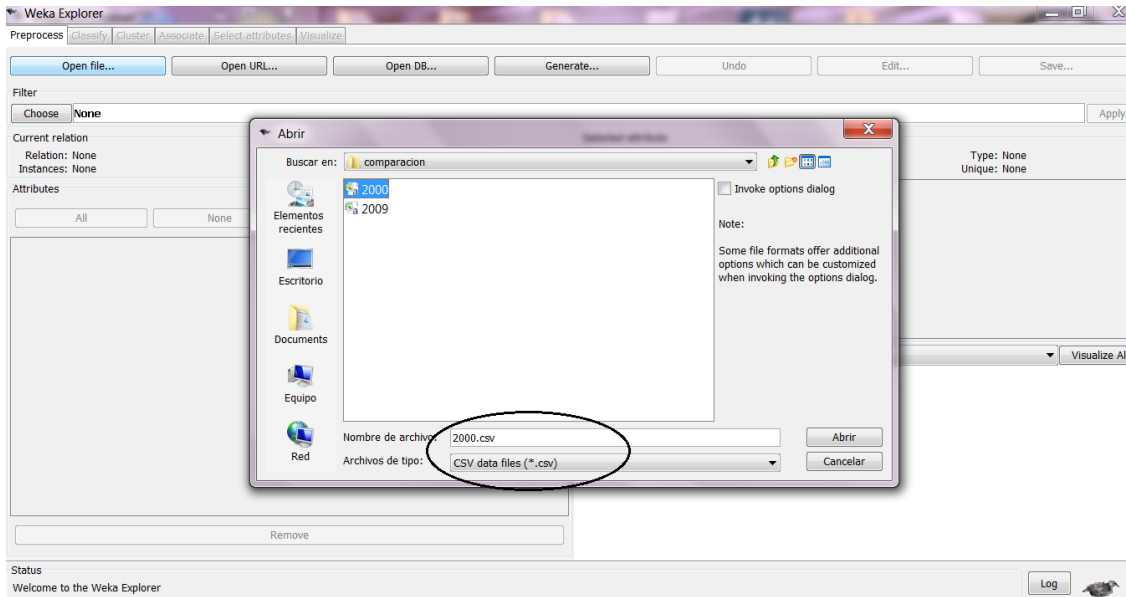 Weka Explorer
Preprocess Classify Cluster Associate Select attributes Visualize
Open file... Open URL... Open DB... Generate... Undo Edit... Save...
Filter
Choose None Apply
Current relation
Relation: None
Instances: None
Selected attribute
Type: None
Unique: None
Attributes
All None
Abrir
Buscar en: comparacion
2000
2009
Elementos
recientes
Escritorio
Documents
Equipo
Red
Invoke options dialog
Note:
Some file formats offer additional
options which can be customized
when invoking the options dialog.
Nombre de archivo: 2000.csv
Archivos de tipo: CSV data files (*.csv)
Abrir
Cancelar
Visualize Al
Remove
Status
Welcome to the Weka Explorer
Log